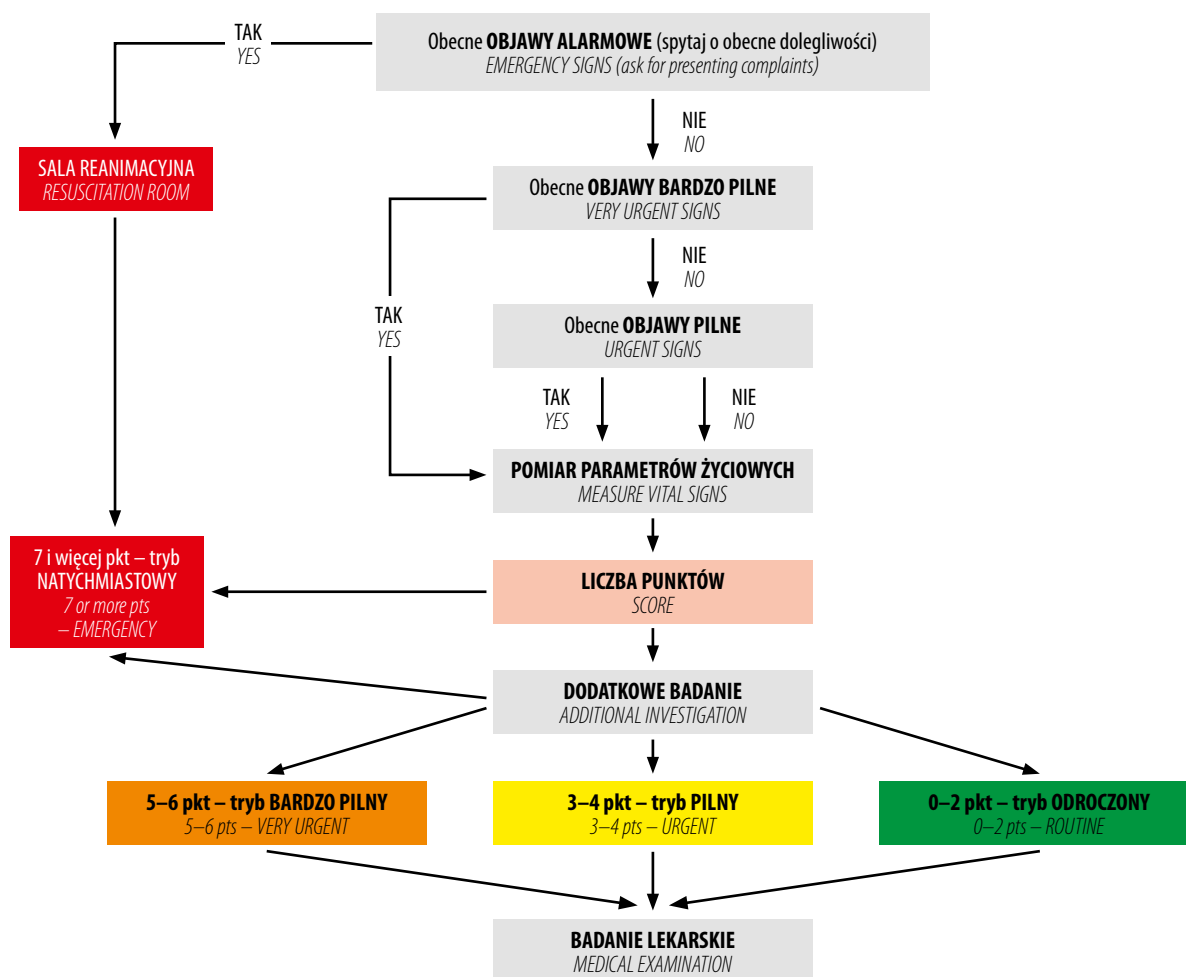 TAK
YES
Obecne OBJAWY ALARMOWE (spytaj o obecne dolegliwości)
EMERGENCY SIGNS (ask for presenting complaints)
NIE
NO
SALA REANIMACYJNA
RESUSCITATION ROOM
Obecne OBJAWY BARDZO PILNE
VERY URGENT SIGNS
NIE
NO
TAK
YES
Obecne OBJAWY PILNE
URGENT SIGNS
TAK
YES
NIE
NO
POMIAR PARAMETRÓW ŻYCIOWYCH
MEASURE VITAL SIGNS
7 i więcej pkt – tryb
NATYCHMIASTOWY
7 or more pts
– EMERGENCY
LICZBA PUNKTÓW
SCORE
DODATKOWE BADANIE
ADDITIONAL INVESTIGATION
5–6 pkt – tryb BARDZO PILNY
5–6 pts – VERY URGENT
3–4 pkt – tryb PILNY
3–4 pts – URGENT
0–2 pkt – tryb ODROCZONY
0–2 pts – ROUTINE
BADANIE LEKARSKIE
MEDICAL EXAMINATION